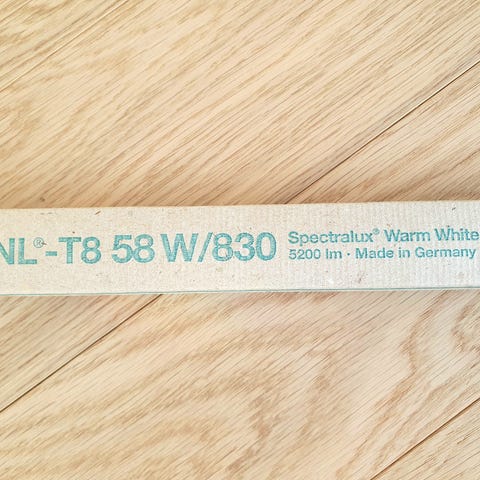 NL®-T8 58 W/830
Spectralux® Warm White
5200 lm · Made in Germany